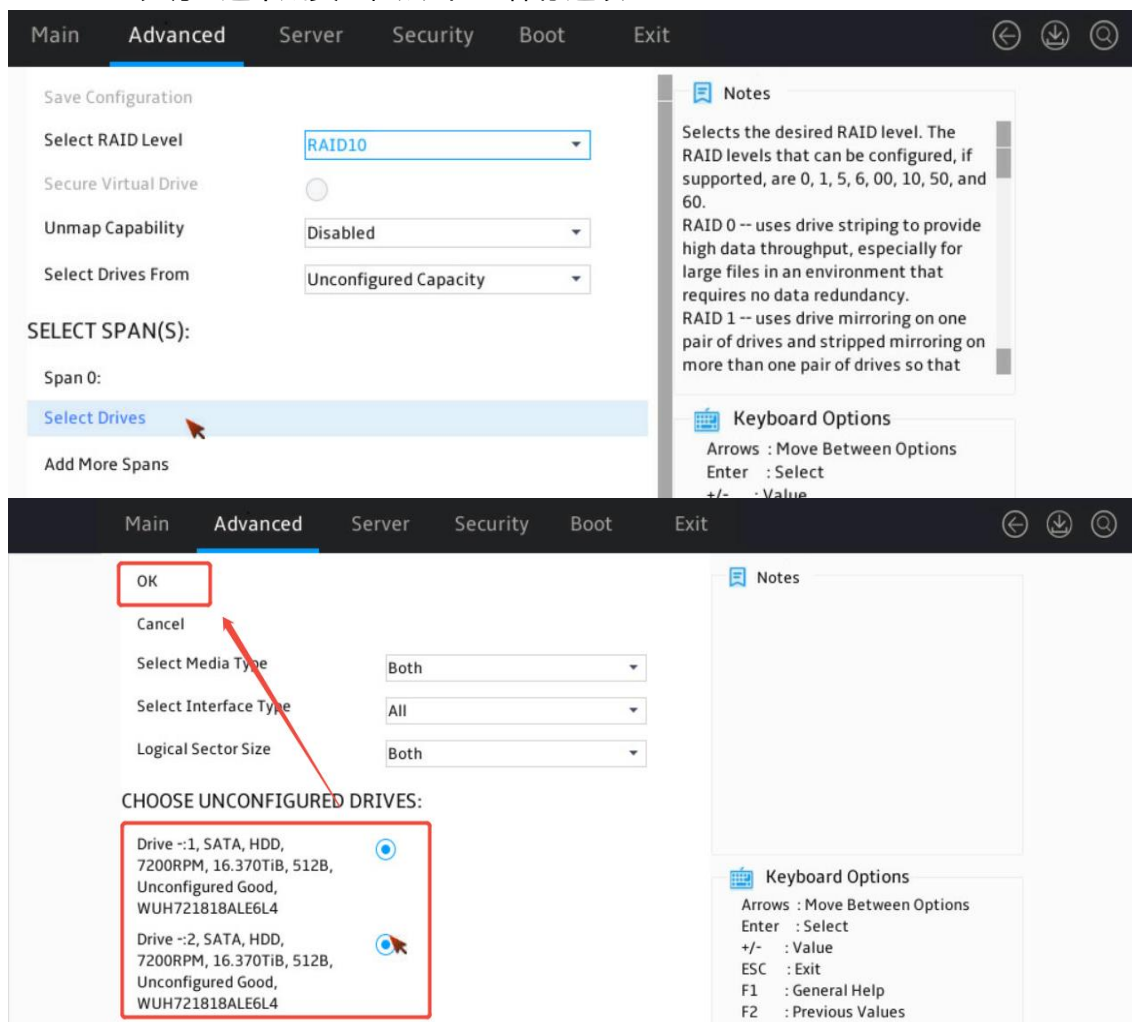 Main Advanced Server Security Boot Exit
Save Configuration
Select RAID Level RAID10
Secure Virtual Drive
Unmap Capability Disabled
Select Drives From Unconfigured Capacity
SELECT SPAN(S):
Span 0:
Select Drives
Add More Spans
Notes
Selects the desired RAID level. The
RAID levels that can be configured, if
supported, are 0, 1, 5, 6, 00, 10, 50, and
60.
RAID 0 -- uses drive striping to provide
high data throughput, especially for
large files in an environment that
requires no data redundancy.
RAID 1 -- uses drive mirroring on one
pair of drives and stripped mirroring on
more than one pair of drives so that
Keyboard Options
Arrows : Move Between Options
Enter : Select
+/- : Value
Main Advanced Server Security Boot Exit
OK
Cancel
Select Media Type Both
Select Interface Type All
Logical Sector Size Both
CHOOSE UNCONFIGURED DRIVES:
Drive -:1, SATA, HDD,
7200RPM, 16.370TiB, 512B,
Unconfigured Good,
WUH721818ALE6L4
Drive -:2, SATA, HDD,
7200RPM, 16.370TiB, 512B,
Unconfigured Good,
WUH721818ALE6L4
Notes
Keyboard Options
Arrows : Move Between Options
Enter : Select
+/- : Value
ESC : Exit
F1 : General Help
F2 : Previous Values